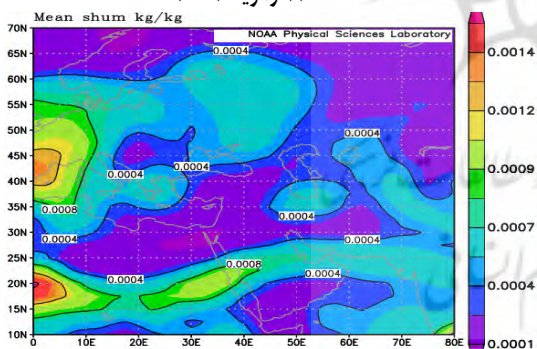 Mean shum kg/kg
NOAA Physical Sciences Laboratory
70N
65N
60N
55N
50N
45N
40N
35N
30N
25N
20N
15N
10N
0.0004
0.0004
0.0004
0.0004
0.0004
0.0008
0.0004
0.0004
0.0004
0.0008
0.0004
0.0004
0 10E 20E 30E 40E 50E 60E 70E 80E
0.0014
0.0012
0.0009
0.0007
0.0004
0.0001